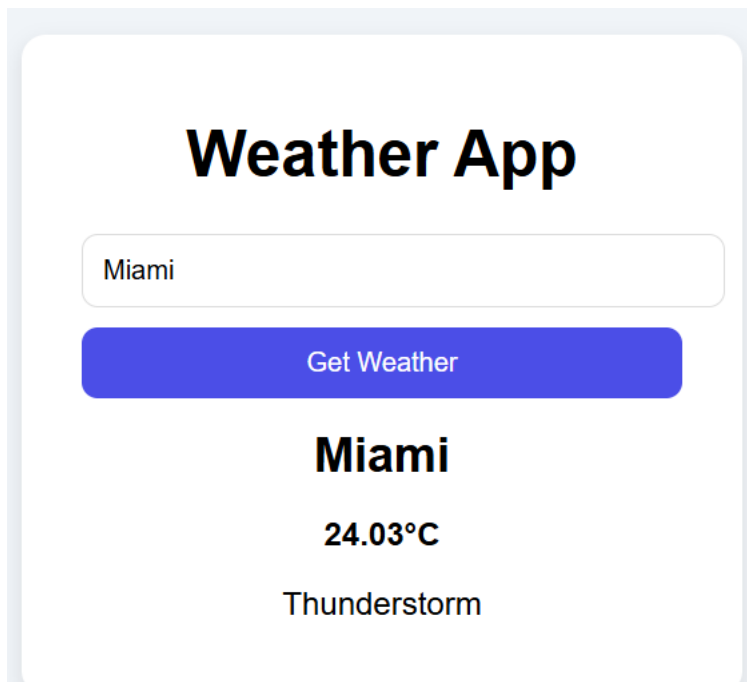 Weather App
Miami
Get Weather
Miami
24.03°C
Thunderstorm